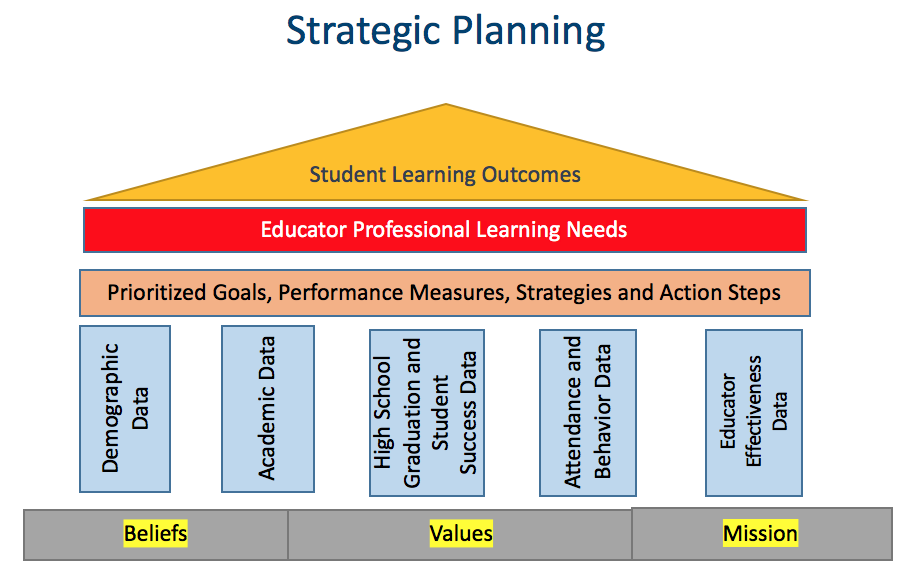 Strategic Planning
Student Learning Outcomes
Educator Professional Learning Needs
Prioritized Goals, Performance Measures, Strategies and Action Steps
Demographic
Data
Academic Data
High School
Graduation and
Student
Success Data
Attendance and
Behavior Data
Educator
Effectiveness
Data
Beliefs
Values
Mission